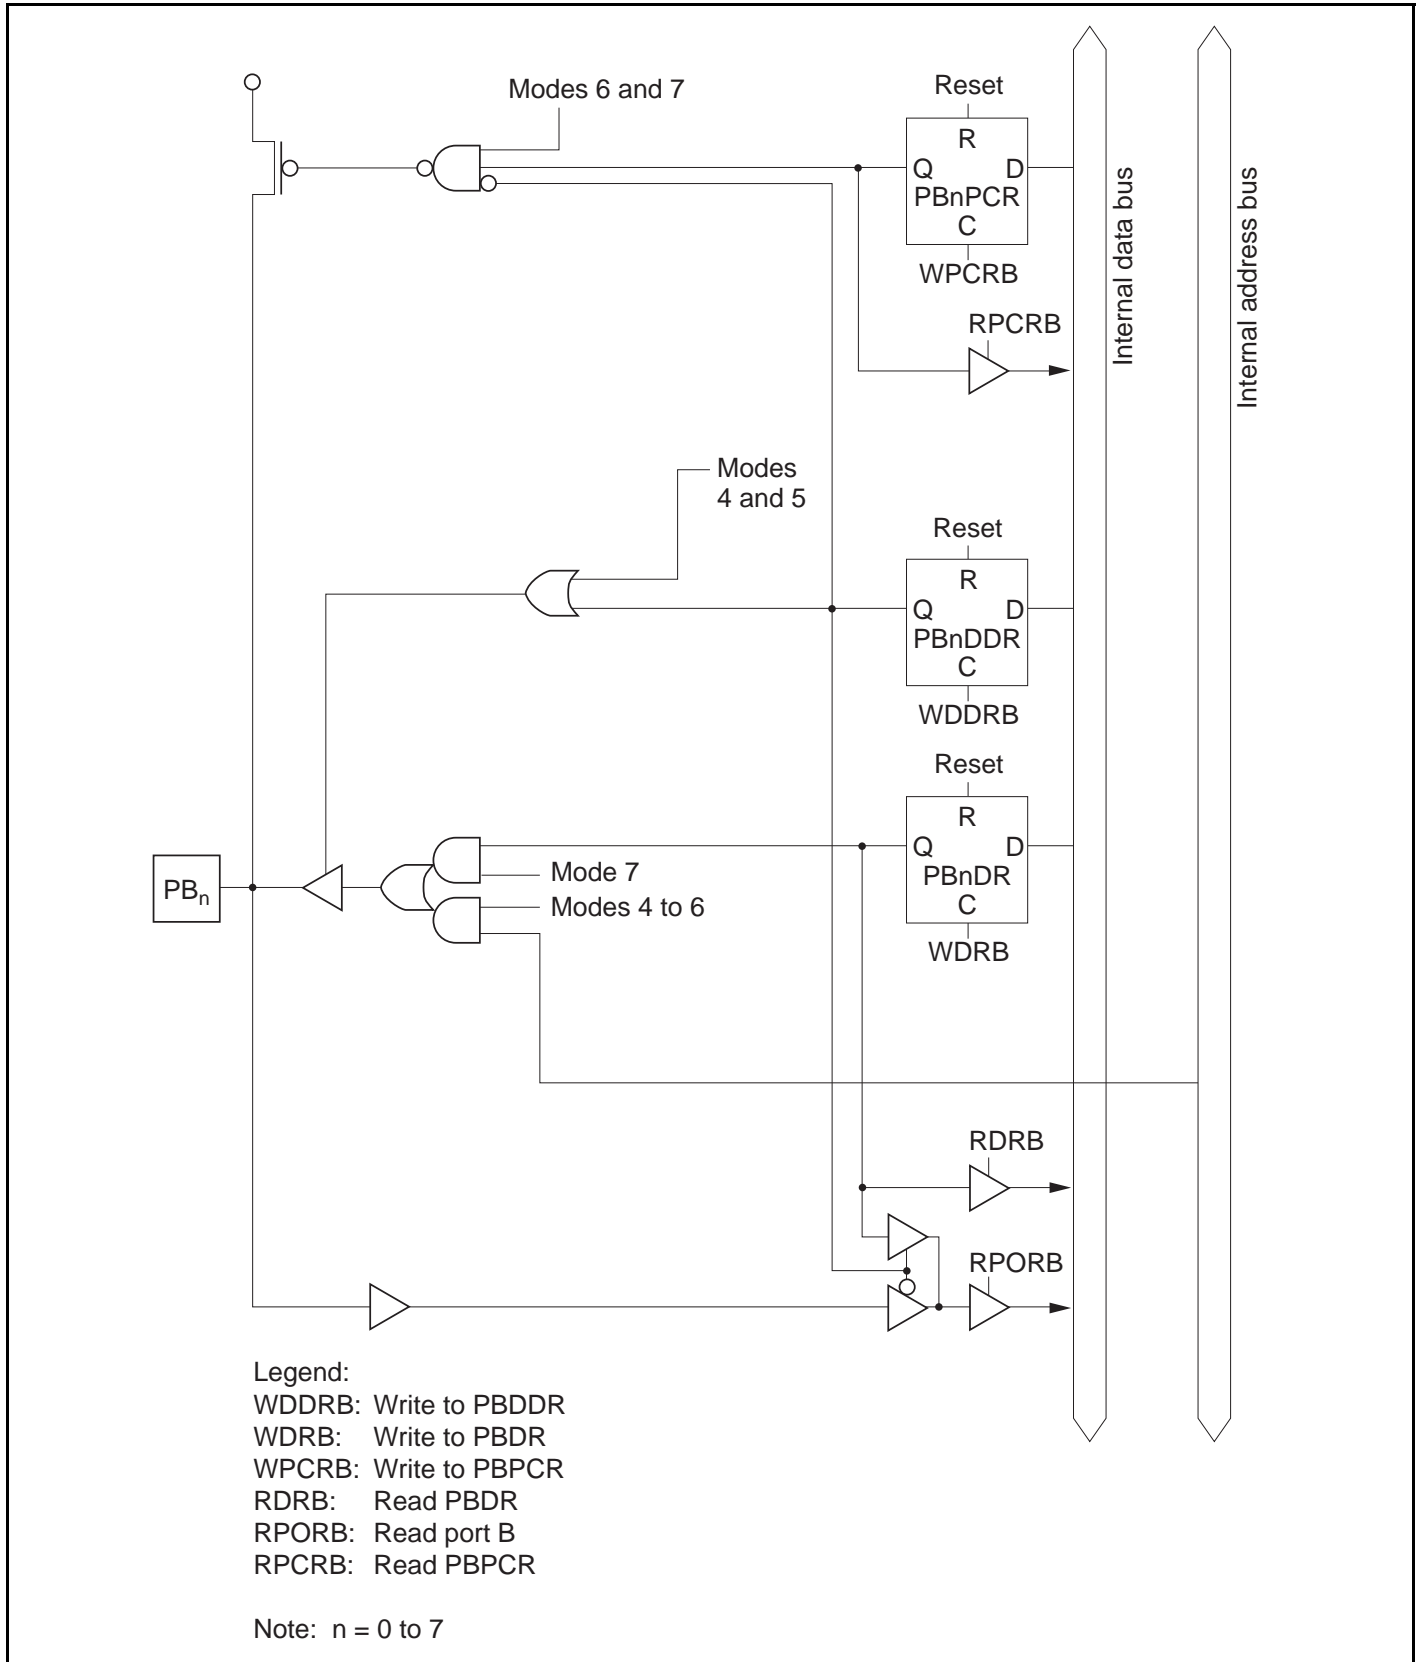 Modes 6 and 7
Reset
R
Q D
PBnPCR
C
WPCRB
Internal data bus
Internal address bus
RPCRB
Modes
4 and 5
Reset
R
Q D
PBnDDR
C
WDDRB
Reset
R
Q D
PBnDR
C
WDRB
PBn
Mode 7
Modes 4 to 6
RDRB
RPORB
Legend:
WDDRB: Write to PBDDR
WDRB: Write to PBDR
WPCRB: Write to PBPCR
RDRB: Read PBDR
RPORB: Read port B
RPCRB: Read PBPCR
Note: n = 0 to 7